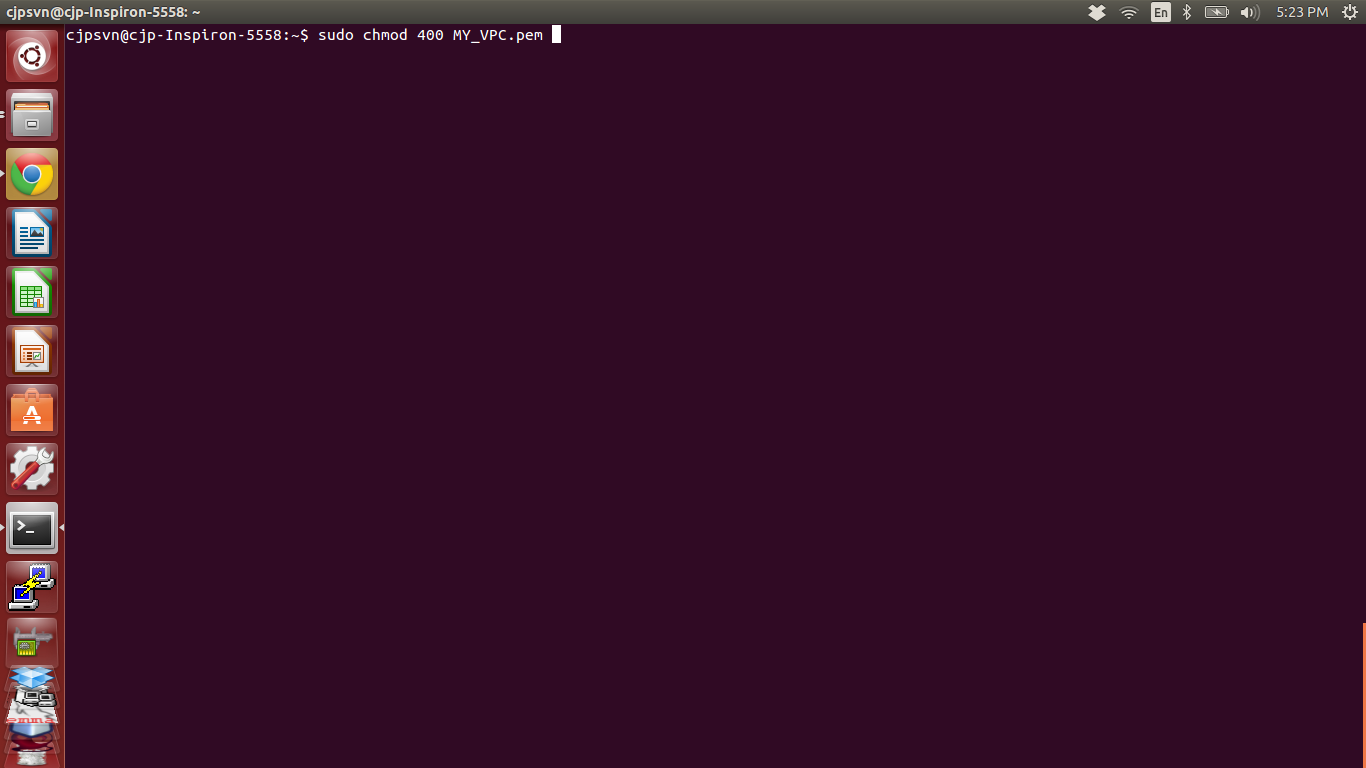 cjpsvn@cjp-Inspiron-5558: ~
En
5:23 PM
cjpsvn@cjp-Inspiron-5558:~$ sudo chmod 400 MY_VPC.pem